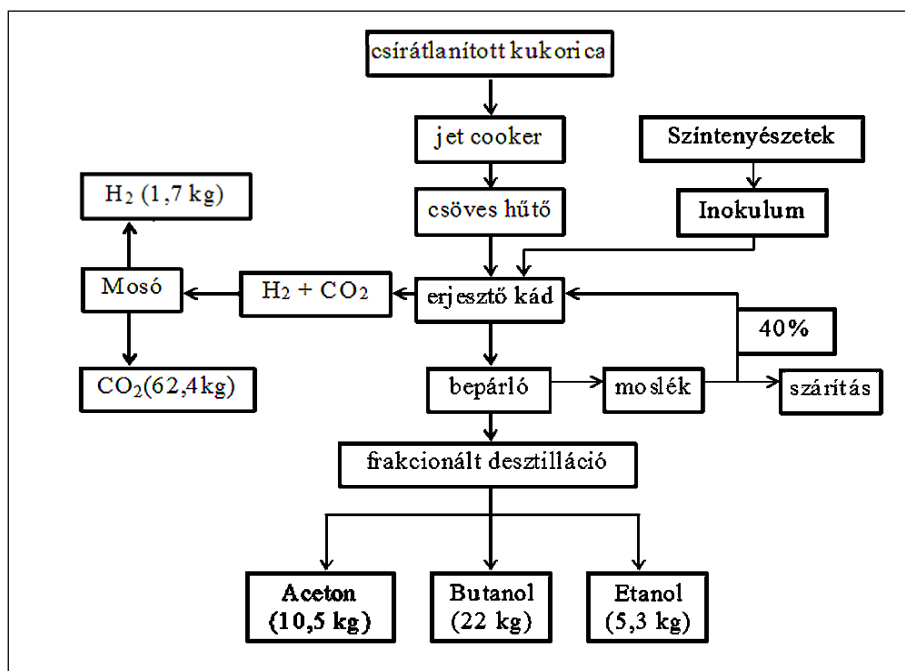 csírátlanított kukorica
jet cooker
Színtenyészetek
H₂ (1,7 kg)
csöves hűtő
Inokulum
Mosó
H₂ + CO₂
erjesztő kád
40%
CO₂(62,4kg)
bepárló
moslék
szárítás
frakcionált desztilláció
Aceton
(10,5 kg)
Butanol
(22 kg)
Etanol
(5,3 kg)